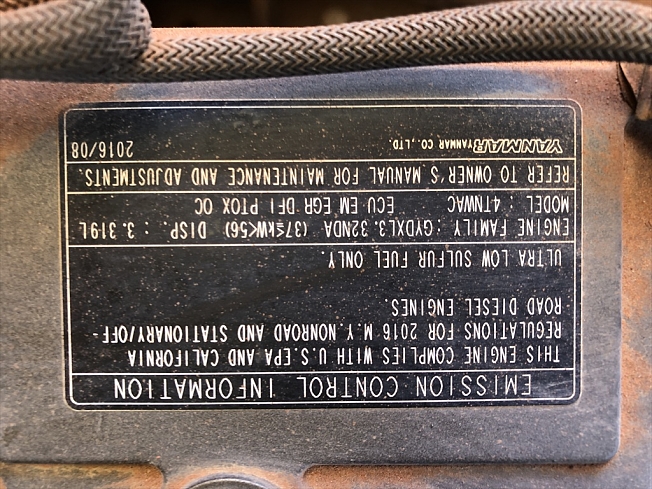 EMISSION CONTROL INFORMATION
THIS ENGINE COMPLIES WITH U.S.EPA AND CALIFORNIA
REGULATIONS FOR 2016 M.Y.NONROAD AND STATIONARY/OFF-
ROAD DIESEL ENGINES.
ULTRA LOW SULFUR FUEL ONLY.
ENGINE FAMILY : GYDXL3.32NDA (37≦kW<56) DISP. : 3.319L
MODEL : 4TNWAC ECU EM EGR DFI PTOX OC
REFER TO OWNER'S MANUAL FOR MAINTENANCE AND ADJUSTMENTS.
YANMAR YANMAR CO.,LTD. 2016/08